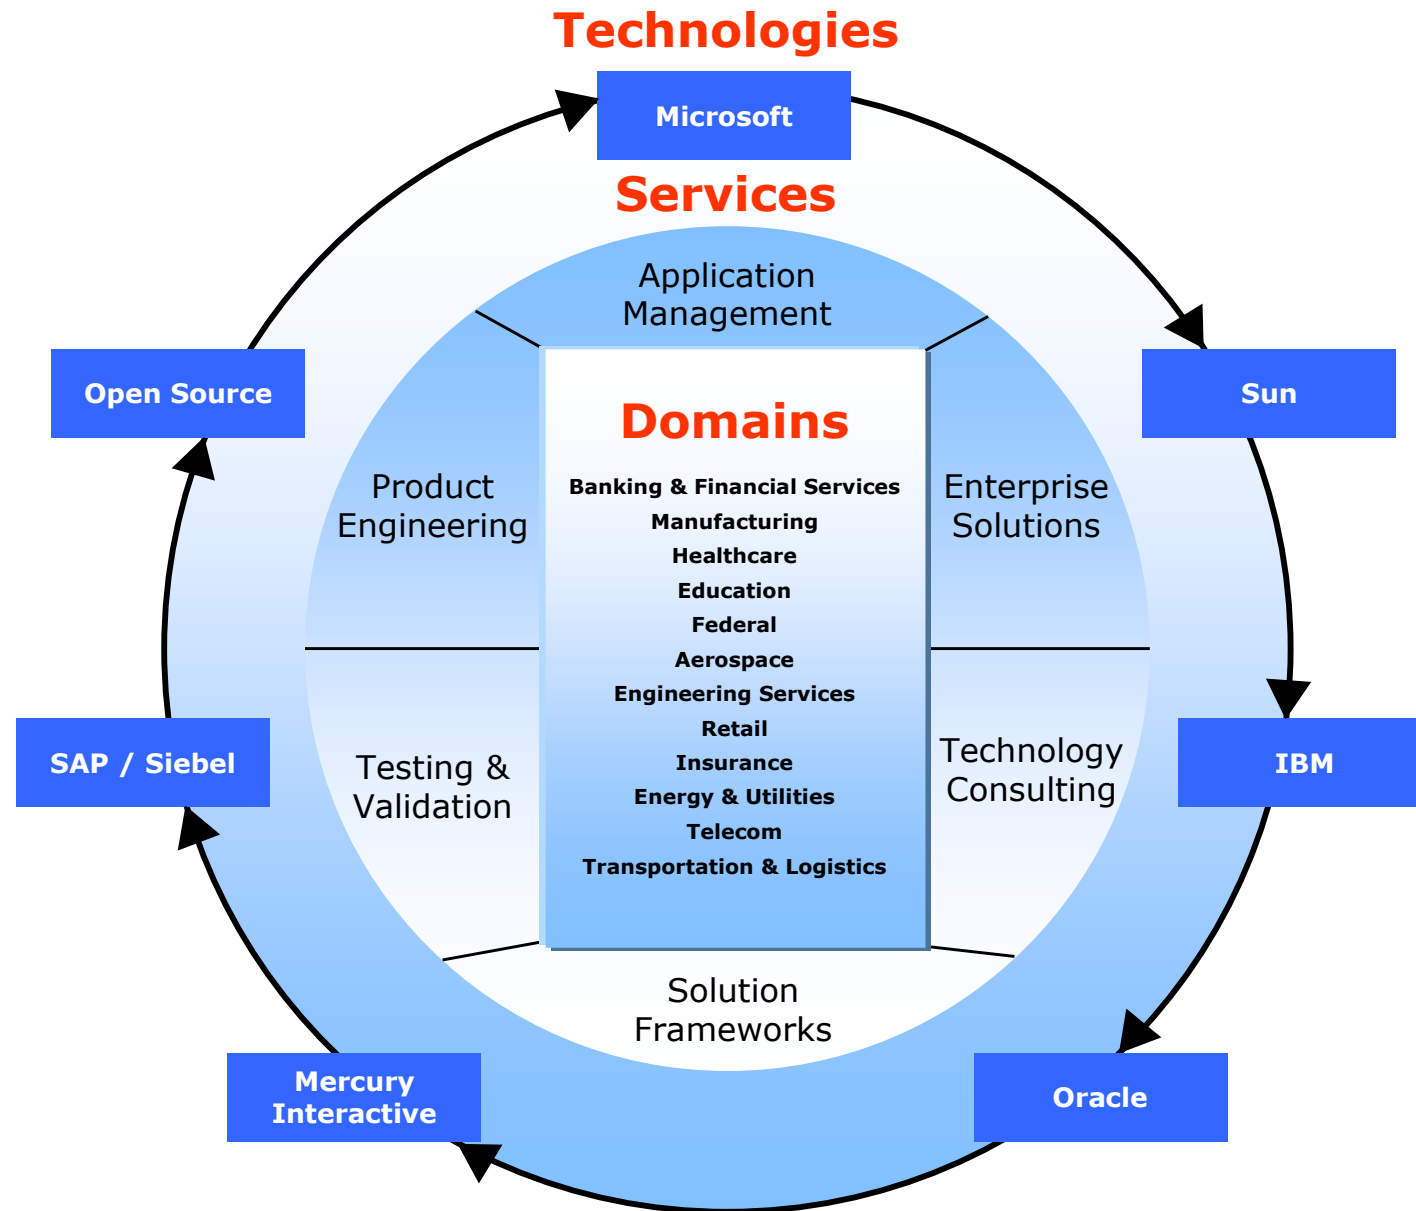 Technologies
Microsoft
Services
Application
Management
Open Source
Sun
Domains
Product
Engineering
Banking & Financial Services
Manufacturing
Healthcare
Education
Federal
Aerospace
Engineering Services
Retail
Insurance
Energy & Utilities
Telecom
Transportation & Logistics
Enterprise
Solutions
SAP / Siebel
Testing &
Validation
Technology
Consulting
IBM
Solution
Frameworks
Mercury
Interactive
Oracle